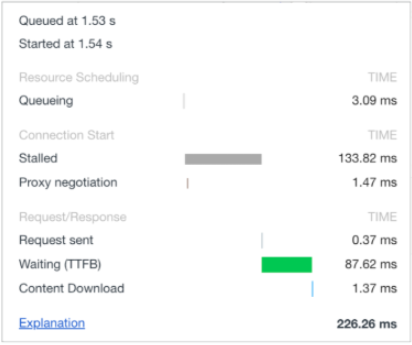 Queued at 1.53 s
Started at 1.54 s
Resource Scheduling TIME
Queueing 3.09 ms
Connection Start TIME
Stalled 133.82 ms
Proxy negotiation 1.47 ms
Request/Response TIME
Request sent 0.37 ms
Waiting (TTFB) 87.62 ms
Content Download 1.37 ms
Explanation 226.26 ms